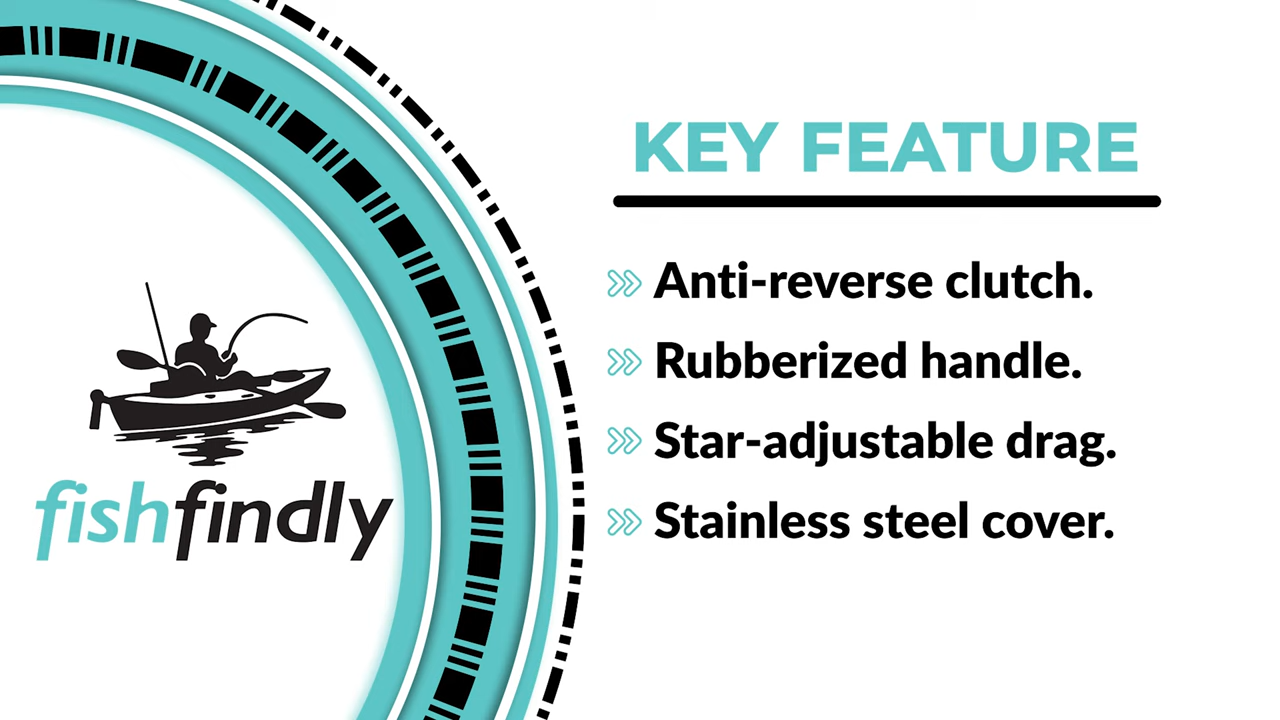 KEY FEATURE
Anti-reverse clutch.
Rubberized handle.
Star-adjustable drag.
Stainless steel cover.
fishfindly